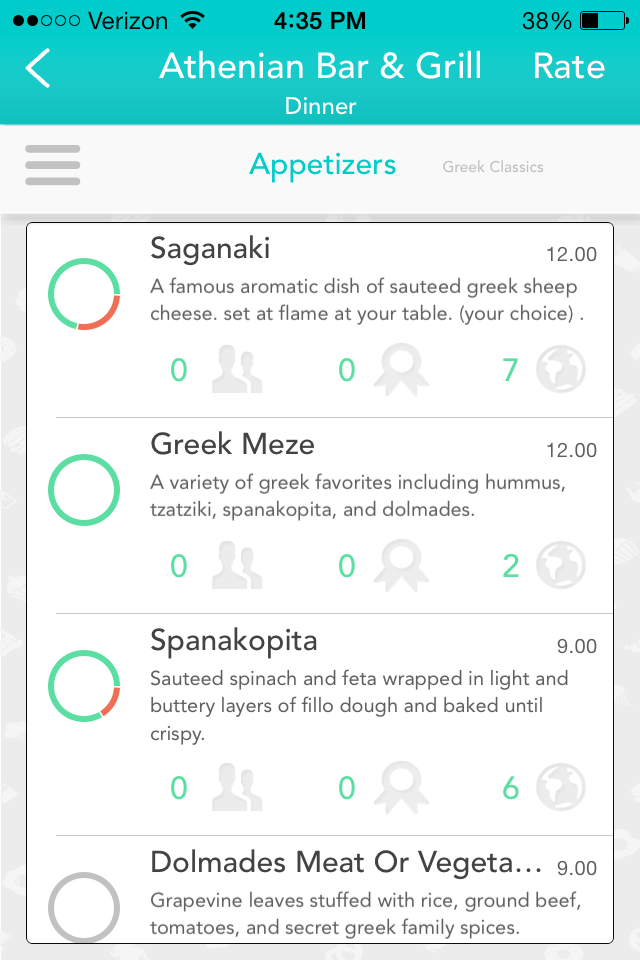 Verizon 4:35 PM 38%
Athenian Bar & Grill Rate
Dinner
Appetizers Greek Classics
Saganaki 12.00
A famous aromatic dish of sauteed greek sheep
cheese. set at flame at your table. (your choice) .
0 0 7
Greek Meze 12.00
A variety of greek favorites including hummus,
tzatziki, spanakopita, and dolmades.
0 0 2
Spanakopita 9.00
Sauteed spinach and feta wrapped in light and
buttery layers of fillo dough and baked until
crispy.
0 0 6
Dolmades Meat Or Vegeta... 9.00
Grapevine leaves stuffed with rice, ground beef,
tomatoes, and secret greek family spices.